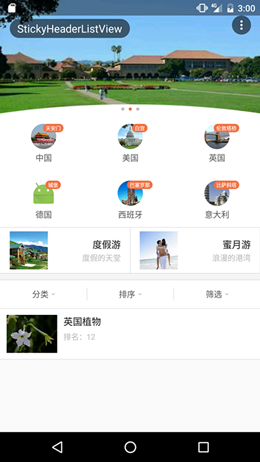 3:00
StickyHeaderListView
天安门 白宫 伦敦塔桥
中国 美国 英国
城堡 巴塞罗那 比萨斜塔
德国 西班牙 意大利
度假游 蜜月游
度假的天堂 浪漫的港湾
分类 排序 筛选
英国植物
排名：12